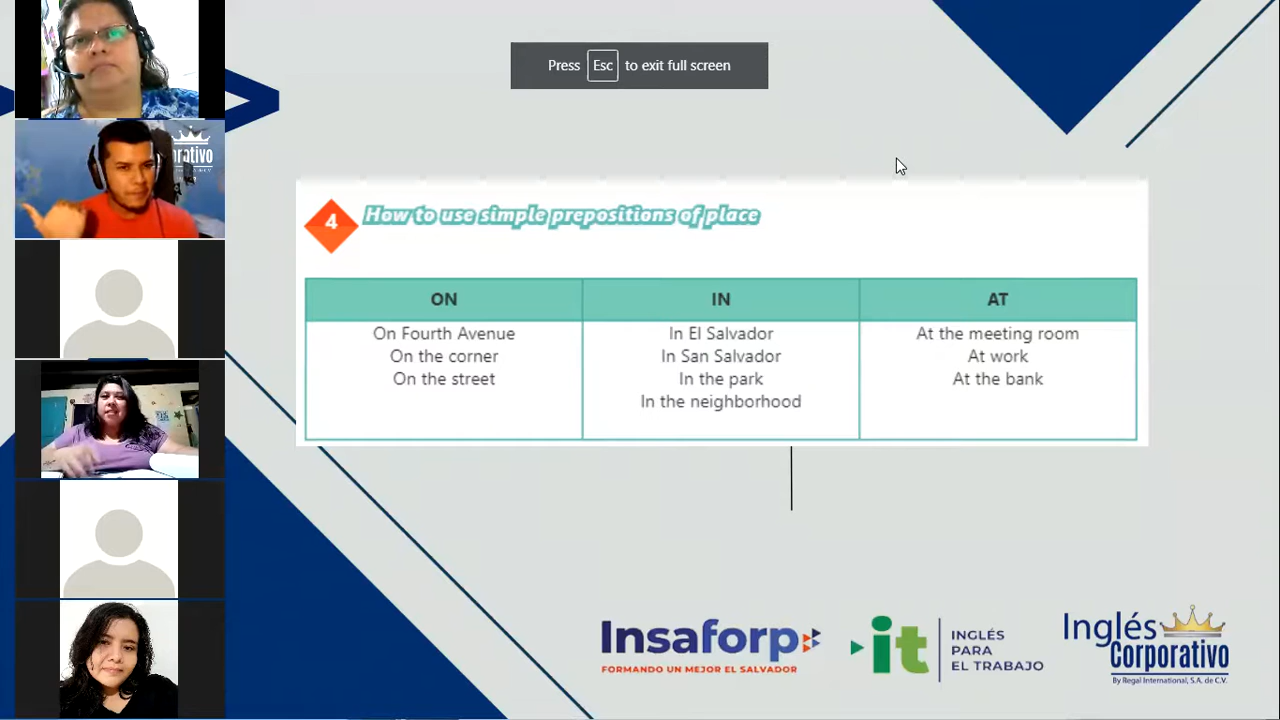 Press Esc to exit full screen
orativo
4
How to use simple prepositions of place
ON
IN
AT
On Fourth Avenue
On the corner
On the street
In El Salvador
In San Salvador
In the park
In the neighborhood
At the meeting room
At work
At the bank
Insaforp
FORMANDO UN MEJOR EL SALVADOR
it
INGLÉS
PARA
EL TRABAJO
Inglés
Corporativo
By Regal International, S.A. de C.V.